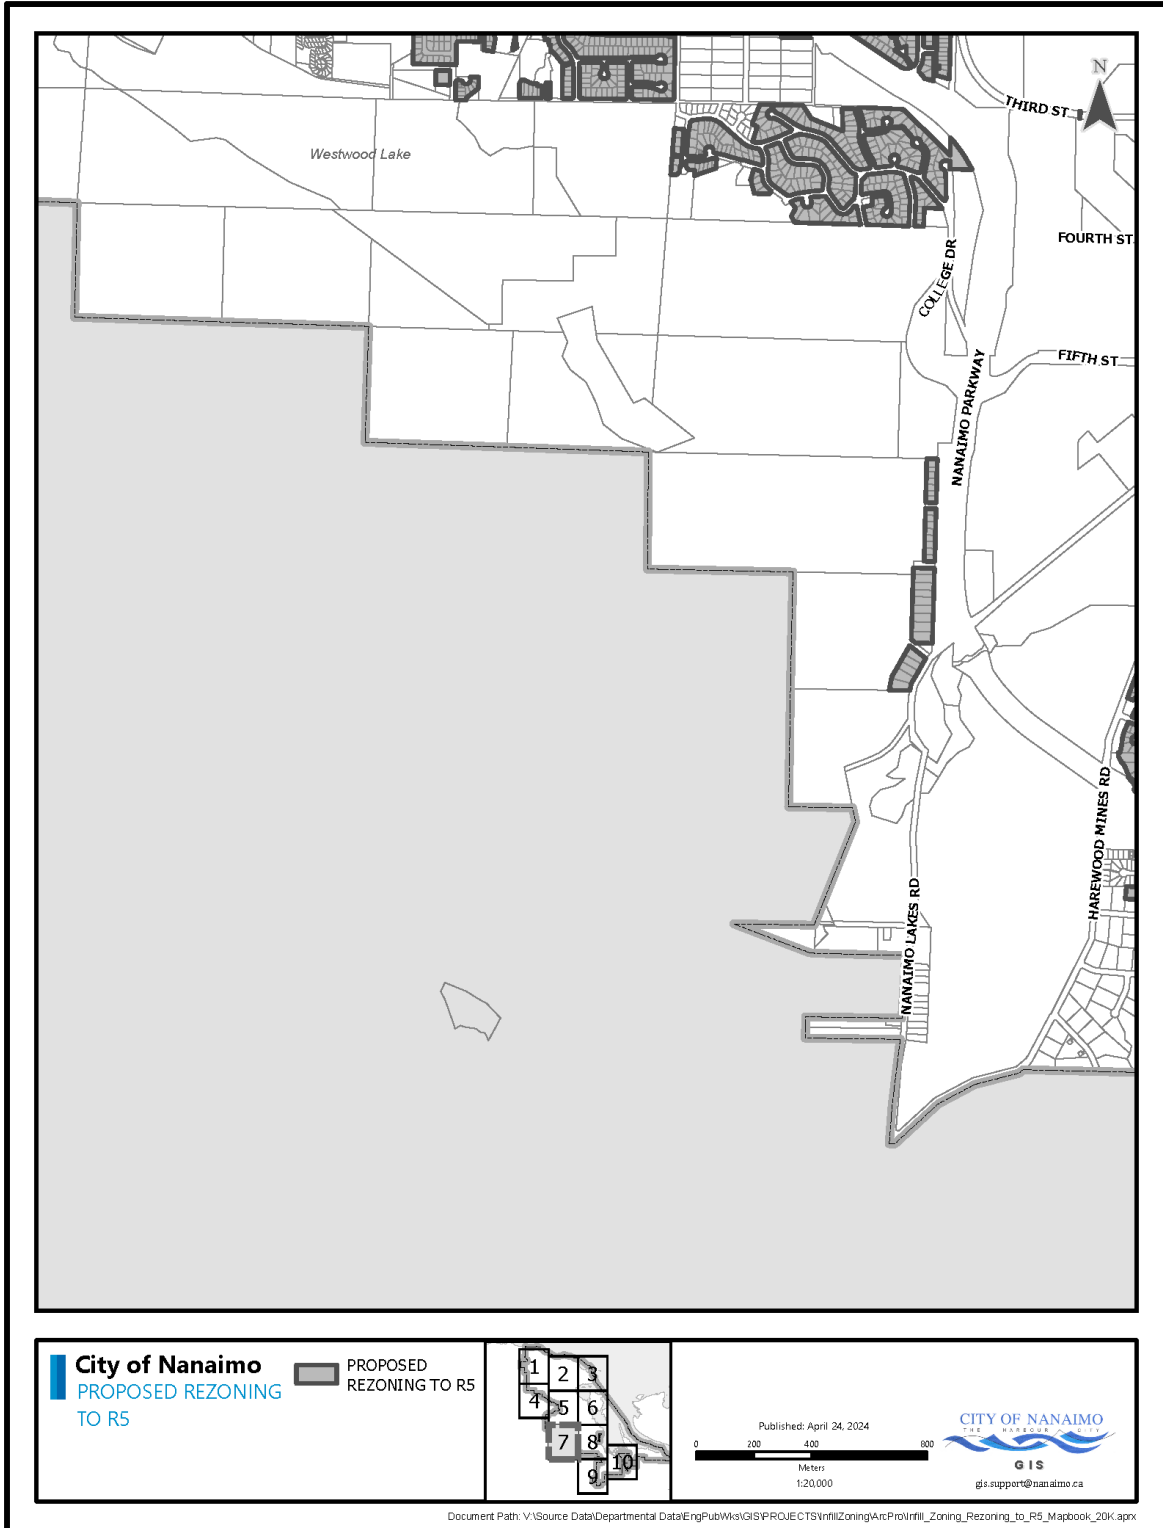 N
THIRD ST
Westwood Lake
FOURTH ST
COLLEGE DR
FIFTH ST
NANAIMO PARKWAY
HAREWOOD MINES RD
NANAIMO LAKES RD
City of Nanaimo
PROPOSED REZONING
TO R5
PROPOSED
REZONING TO R5
1
2
3
4
5
6
7
8
9
10
Published: April 24, 2024
0 200 400 800
Meters
1:20,000
CITY OF NANAIMO
THE HARBOUR CITY
GIS
gis.support@nanaimo.ca
Document Path: V:\Source Data\Departmental Data\EngPubWks\GIS\PROJECTS\InfillZoning\ArcPro\Infill_Zoning_Rezoning_to_R5_Mapbook_20K.aprx